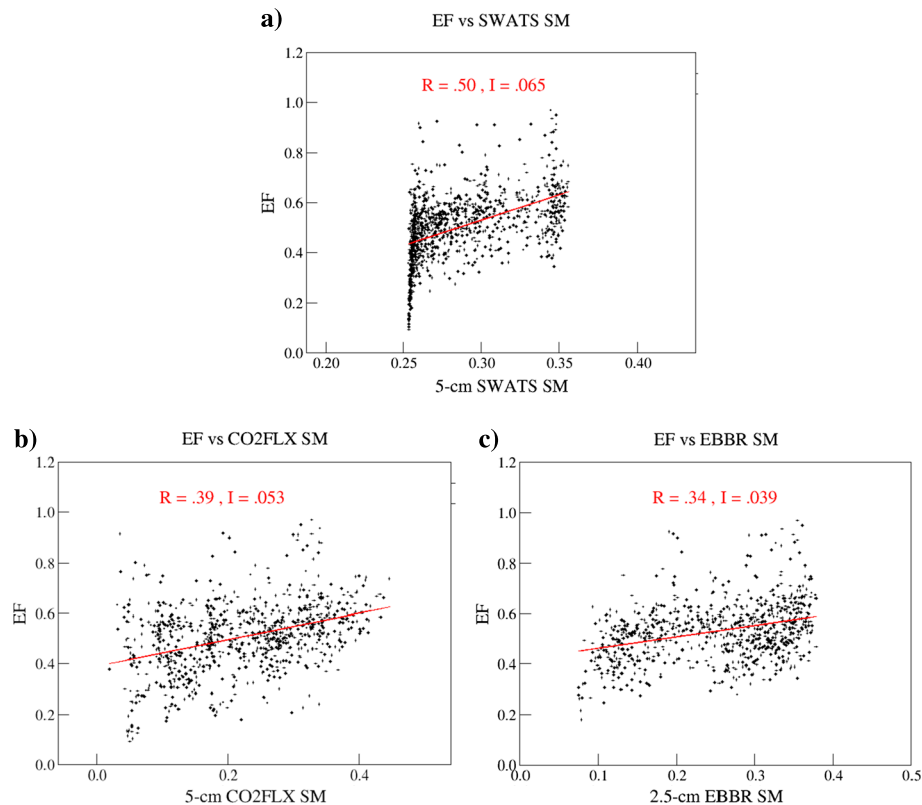 a)
EF vs SWATS SM
R = .50 , I = .065
EF
1.2
1.0
0.8
0.6
0.4
0.2
0.0
0.20 0.25 0.30 0.35 0.40
5-cm SWATS SM
b)
EF vs CO2FLX SM
R = .39 , I = .053
EF
1.2
1.0
0.8
0.6
0.4
0.2
0.0
0.0 0.2 0.4
5-cm CO2FLX SM
c)
EF vs EBBR SM
R = .34 , I = .039
EF
1.2
1.0
0.8
0.6
0.4
0.2
0.0
0.0 0.1 0.2 0.3 0.4 0.5
2.5-cm EBBR SM